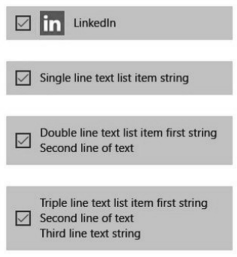 in LinkedIn
Single line text list item string
Double line text list item first string
Second line of text
Triple line text list item first string
Second line of text
Third line text string